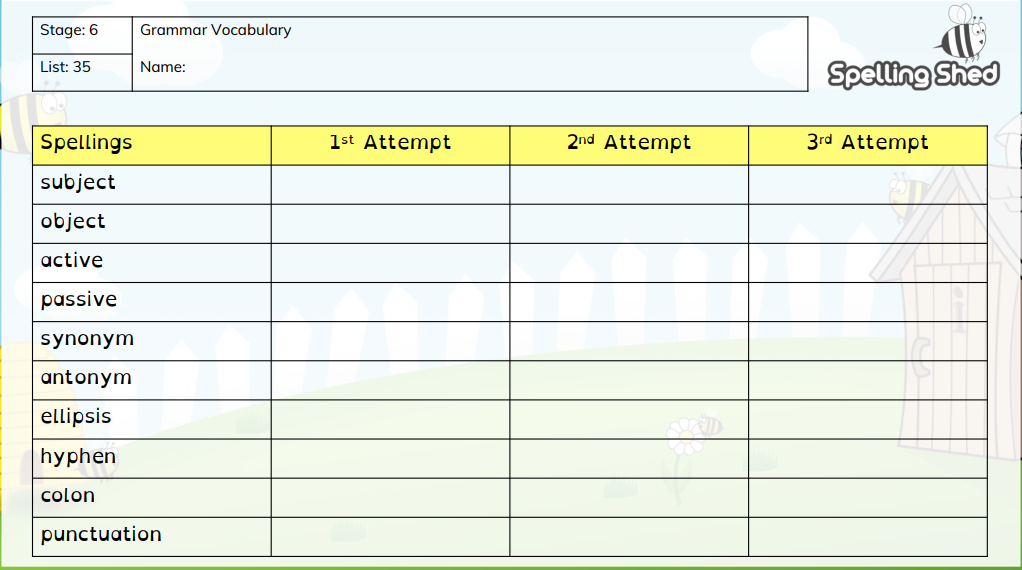 Stage: 6
Grammar Vocabulary
List: 35
Name:
Spelling Shed
Spellings
1st Attempt
2nd Attempt
3rd Attempt
subject
object
active
passive
synonym
antonym
ellipsis
hyphen
colon
punctuation